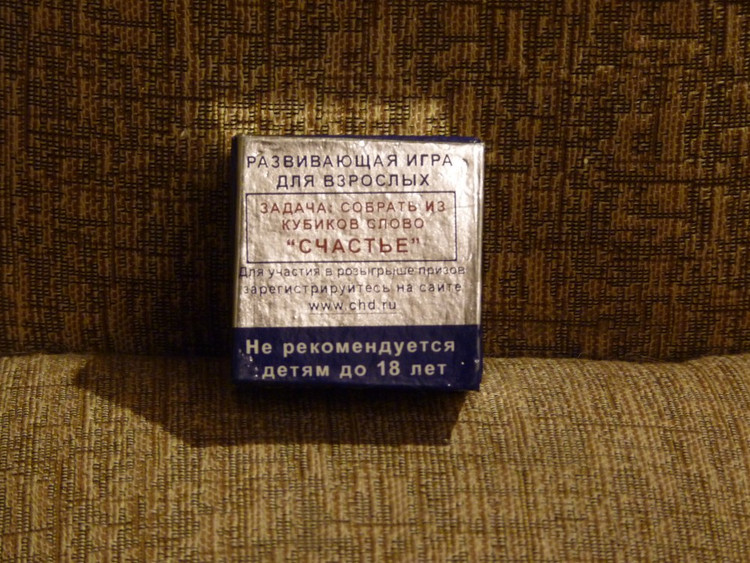 РАЗВИВАЮЩАЯ ИГРА
ДЛЯ ВЗРОСЛЫХ
ЗАДАЧА: СОБРАТЬ ИЗ
КУБИКОВ СЛОВО
"СЧАСТЬЕ"
Для участия в розыгрыше призов
зарегистрируйтесь на сайте
www.chd.ru
Не рекомендуется
детям до 18 лет